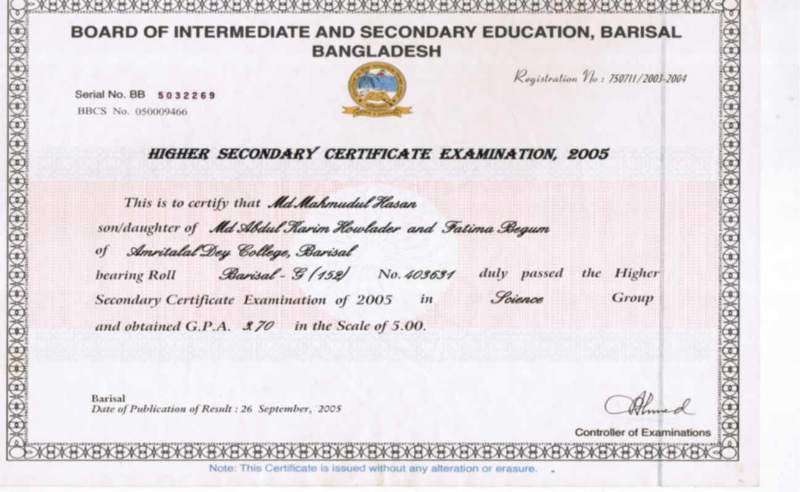 BOARD OF INTERMEDIATE AND SECONDARY EDUCATION, BARISAL
BANGLADESH
Registration No : 750711/2003-2004
Serial No. BB 5032269
BBCS No. 050009466
HIGHER SECONDARY CERTIFICATE EXAMINATION, 2005
This is to certify that Md Mahmudul Hasan
son/daughter of Md Abdul Karim Howlader and Fatima Begum
of Amritalal Dey College, Barisal
bearing Roll Barisal - G (152) No. 403631 duly passed the Higher
Secondary Certificate Examination of 2005 in Science Group
and obtained G.P.A. 2.70 in the Scale of 5.00.
Barisal
Date of Publication of Result : 26 September, 2005
Controller of Examinations
Note: This Certificate is issued without any alteration or erasure.